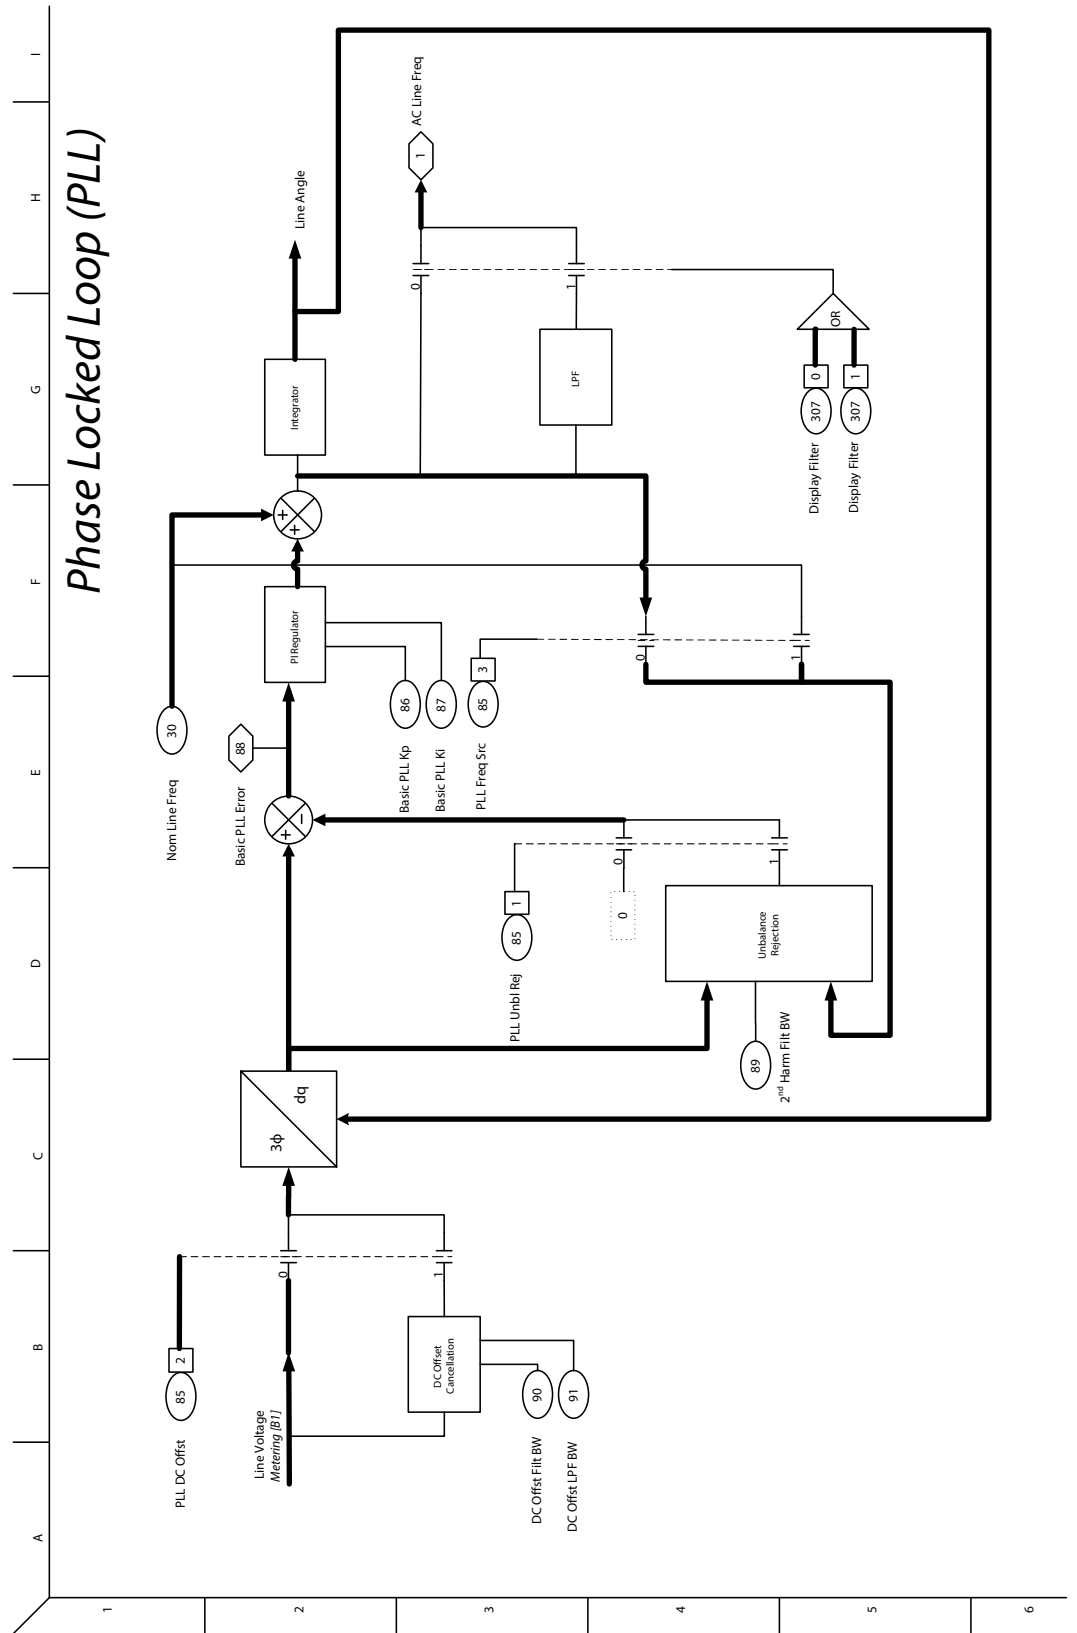 Phase Locked Loop (PLL)
A
B
C
D
E
F
G
H
I
1
2
3
4
5
6
PLL DC Offst
85
2
Line Voltage
Metering [B1]
0
1
DC Offset
Cancellation
DC Offst Filt BW
90
DC Offst LPF BW
91
3ϕ
dq
Nom Line Freq
30
Basic PLL Error
88
+
−
PI Regulator
Basic PLL Kp
86
Basic PLL Ki
87
PLL Freq Src
85
3
0
1
PLL Unbl Rej
85
1
0
0
1
Unbalance
Rejection
2nd Harm Filt BW
89
+
+
Integrator
Line Angle
AC Line Freq
1
0
1
LPF
OR
Display Filter
307
0
Display Filter
307
1